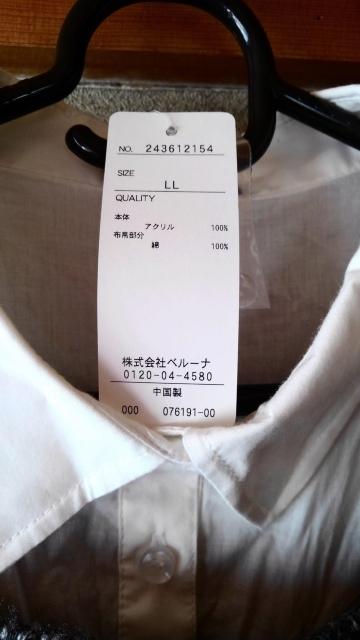 NO. 243612154
SIZE
LL
QUALITY
本体
アクリル 100%
布帛部分
綿 100%
株式会社ベルーナ
0120-04-4580
中国製
000 076191-00